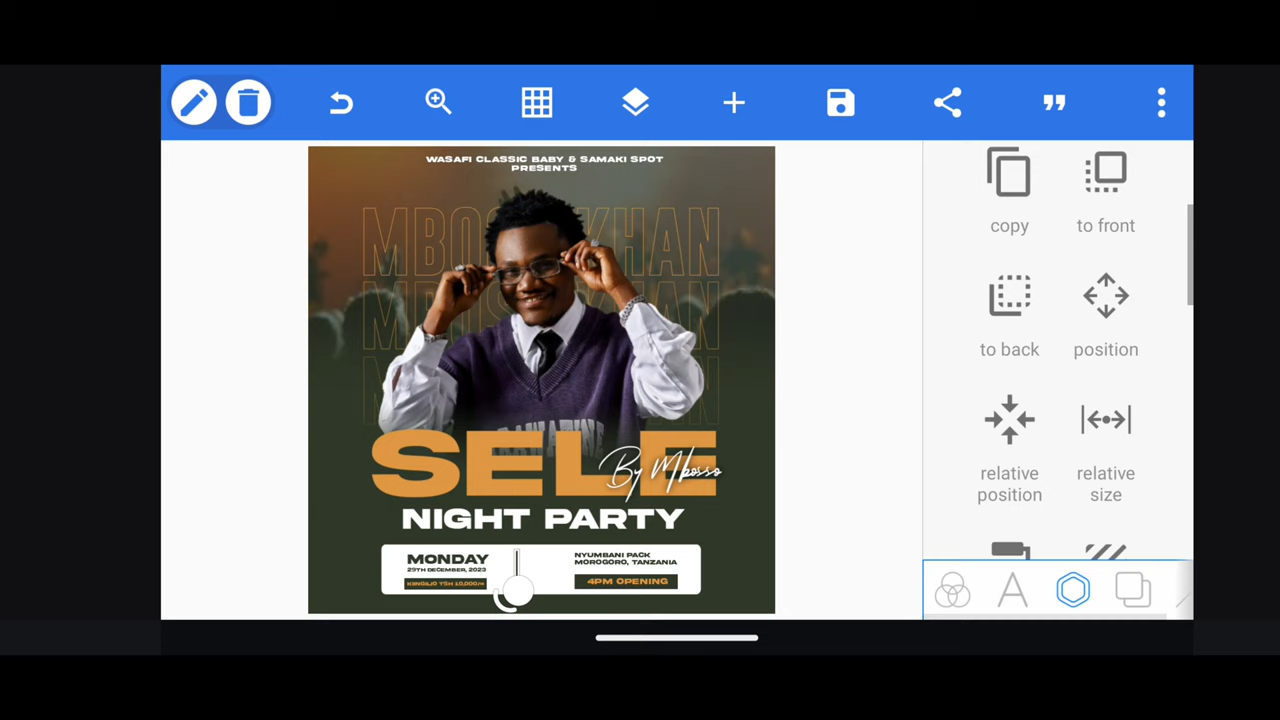 WASAFI CLASSIC BABY & SAMAKI SPOT
PRESENTS
SELE
By Mbosso
NIGHT PARTY
MONDAY
29TH DECEMBER, 2023
KIINGILIO TSH 10,000/=
NYUMBANI PACK
MOROGORO, TANZANIA
4PM OPENING
copy
to front
to back
position
relative
position
relative
size